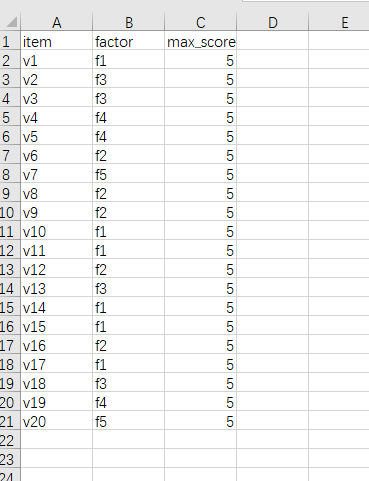 A B C D E
1 item factor max_score
2 v1 f1 5
3 v2 f3 5
4 v3 f3 5
5 v4 f4 5
6 v5 f4 5
7 v6 f2 5
8 v7 f5 5
9 v8 f2 5
10 v9 f2 5
11 v10 f1 5
12 v11 f1 5
13 v12 f2 5
14 v13 f3 5
15 v14 f1 5
16 v15 f1 5
17 v16 f2 5
18 v17 f1 5
19 v18 f3 5
20 v19 f4 5
21 v20 f5 5
22
23
24